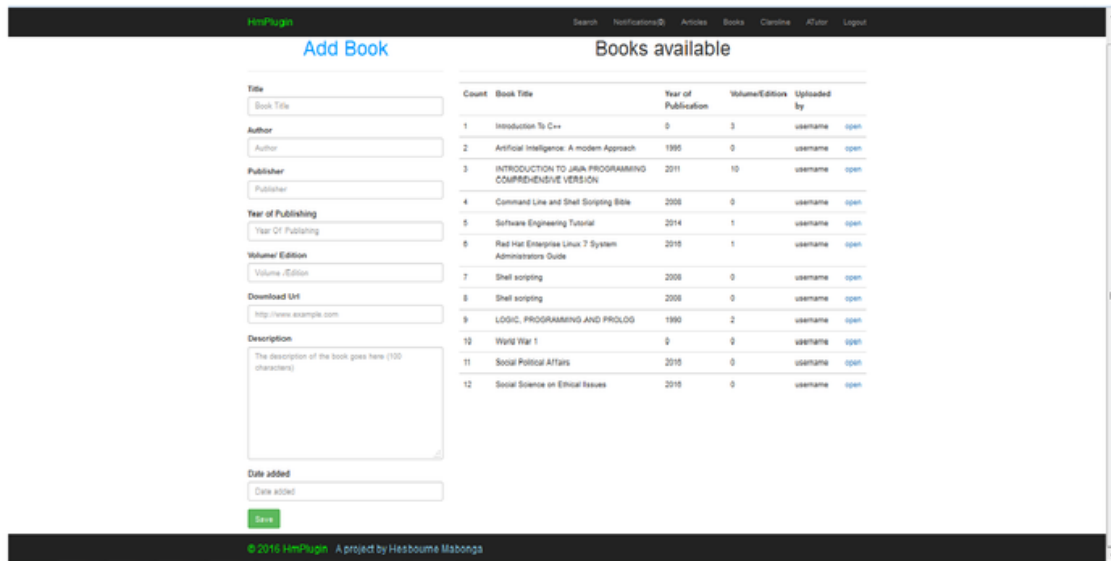 HmPlugin Search Notifications(0) Articles Books Claroline ATutor Logout
Add Book
Title
Book Title
Author
Author
Publisher
Publisher
Year of Publishing
Year Of Publishing
Volume/ Edition
Volume /Edition
Download Url
http://www.example.com
Description
The description of the book goes here (100
characters)
Date added
Date added
Save
Books available
Count Book Title Year of Publication Volume/Edition Uploaded by
1 Introduction To C++ 0 3 username open
2 Artificial Intelligence: A modern Approach 1995 0 username open
3 INTRODUCTION TO JAVA PROGRAMMING 2011 10 username open
COMPREHENSIVE VERSION
4 Command Line and Shell Scripting Bible 2008 0 username open
5 Software Engineering Tutorial 2014 1 username open
6 Red Hat Enterprise Linux 7 System 2016 1 username open
Administrators Guide
7 Shell scripting 2008 0 username open
8 Shell scripting 2008 0 username open
9 LOGIC, PROGRAMMING AND PROLOG 1990 2 username open
10 World War 1 0 0 username open
11 Social Political Affairs 2016 0 username open
12 Social Science on Ethical Issues 2016 0 username open
© 2016 HmPlugin A project by Hesbourne Mabonga